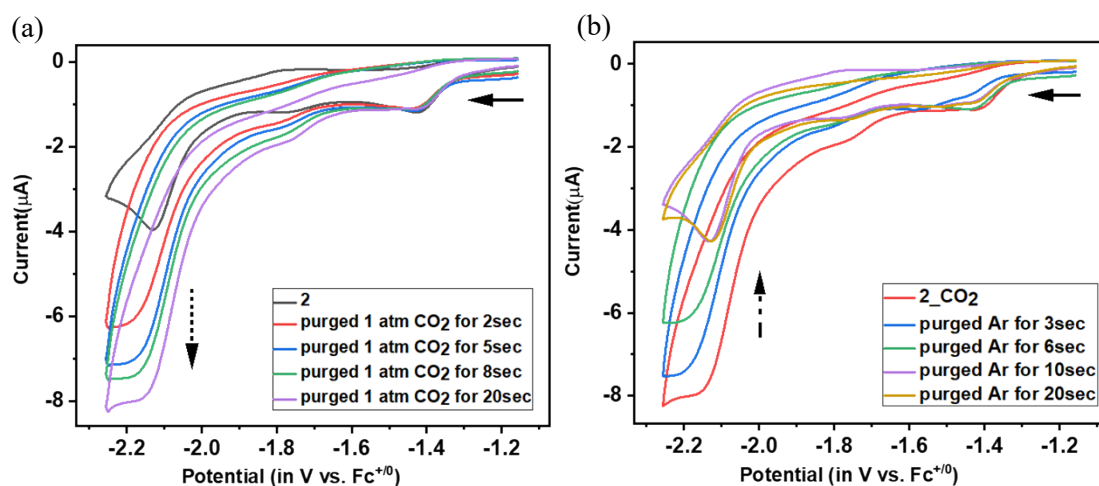 (a)
0
-2
-4
-6
-8
Current(μA)
-2.2
-2.0
-1.8
-1.6
-1.4
-1.2
Potential (in V vs. Fc+/0)
2
purged 1 atm CO2 for 2sec
purged 1 atm CO2 for 5sec
purged 1 atm CO2 for 8sec
purged 1 atm CO2 for 20sec
(b)
0
-2
-4
-6
-8
Current(μA)
-2.2
-2.0
-1.8
-1.6
-1.4
-1.2
Potential (in V vs. Fc+/0)
2_CO2
purged Ar for 3sec
purged Ar for 6sec
purged Ar for 10sec
purged Ar for 20sec